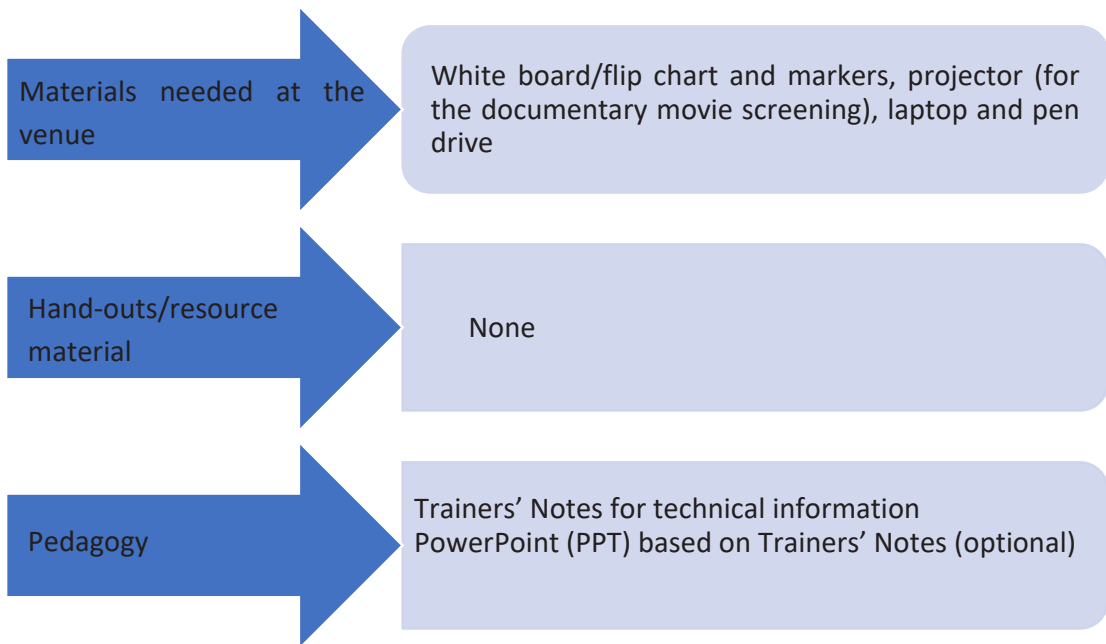 Materials needed at the
venue
White board/flip chart and markers, projector (for
the documentary movie screening), laptop and pen
drive
Hand-outs/resource
material
None
Pedagogy
Trainers’ Notes for technical information
PowerPoint (PPT) based on Trainers’ Notes (optional)